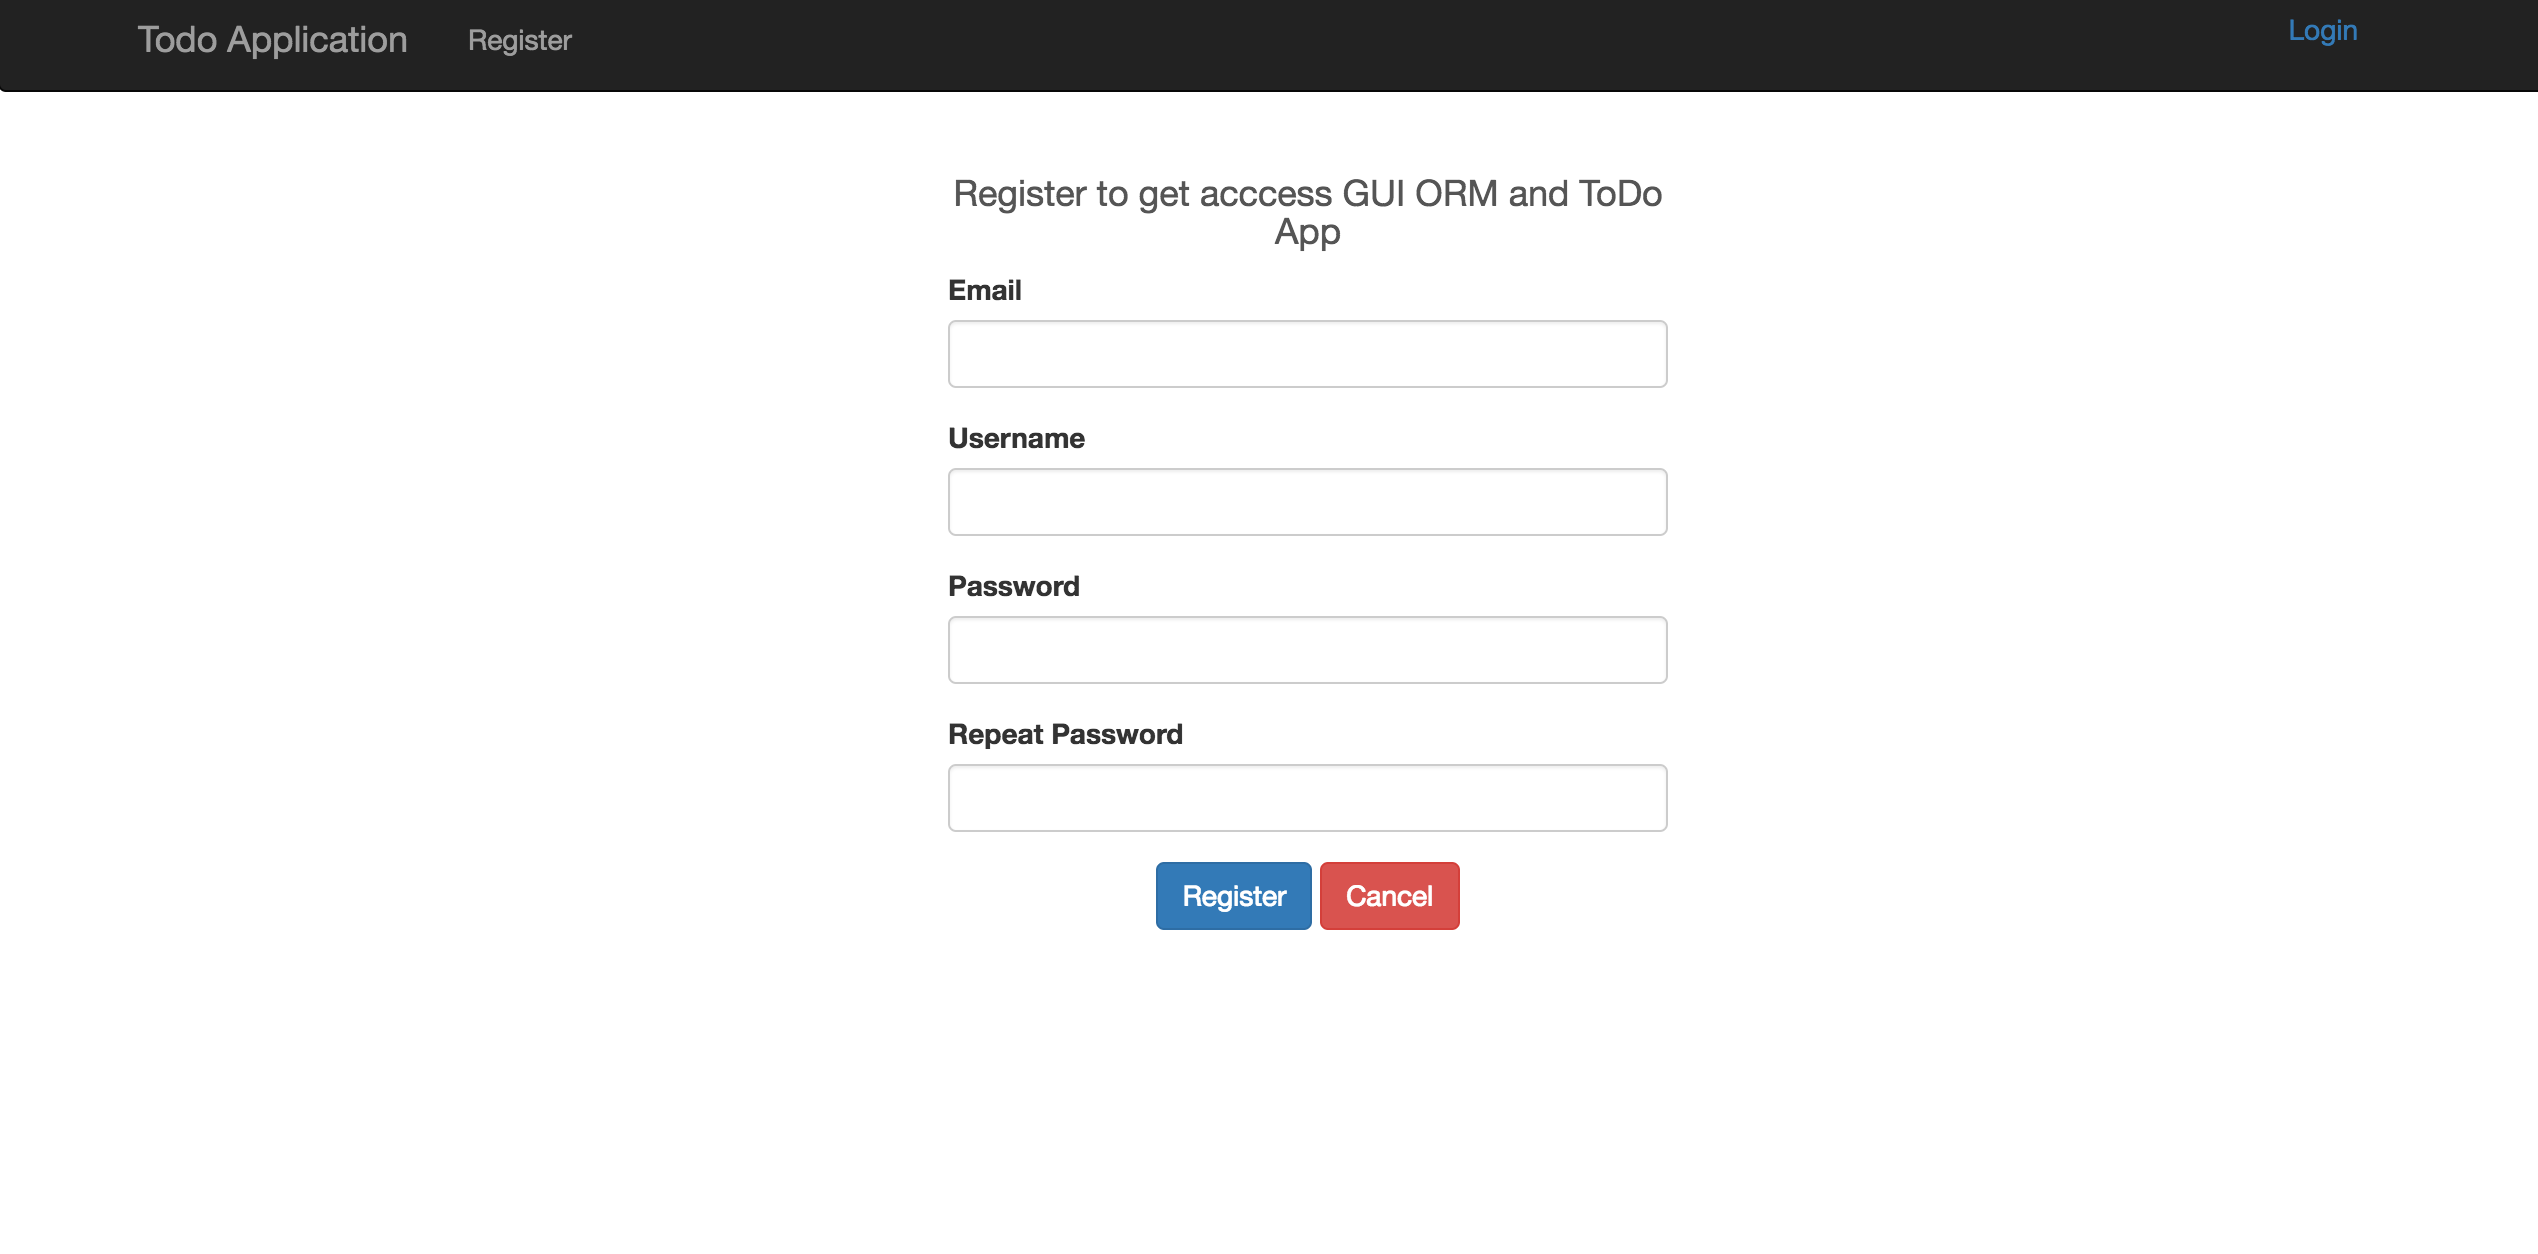 Todo Application Register Login
Register to get acccess GUI ORM and ToDo
App
Email
Username
Password
Repeat Password
Register Cancel